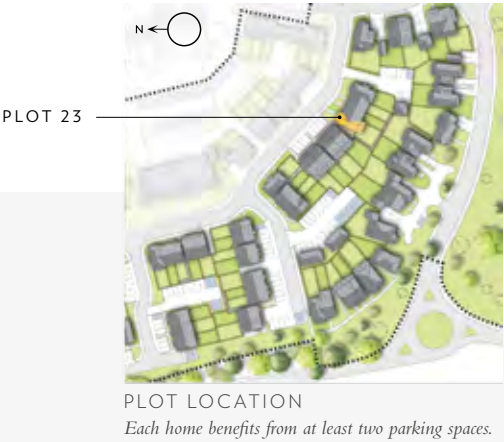 N
PLOT 23
PLOT LOCATION
Each home benefits from at least two parking spaces.